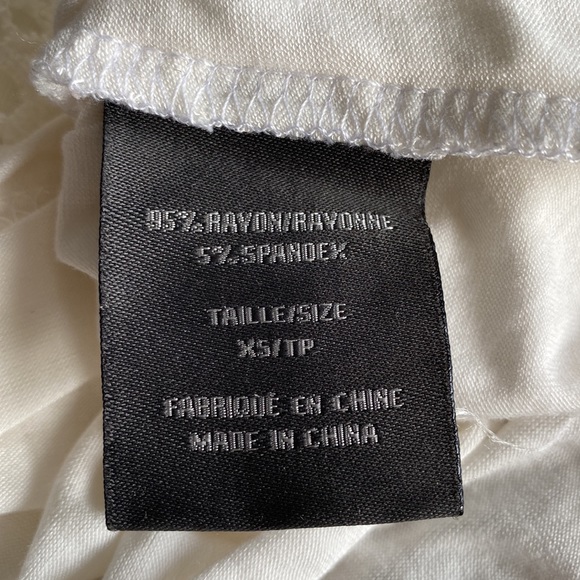 95% RAYON/RAYONNE
5% SPANDEX
TAILLE/SIZE
XS/TP
FABRIQUÉ EN CHINE
MADE IN CHINA